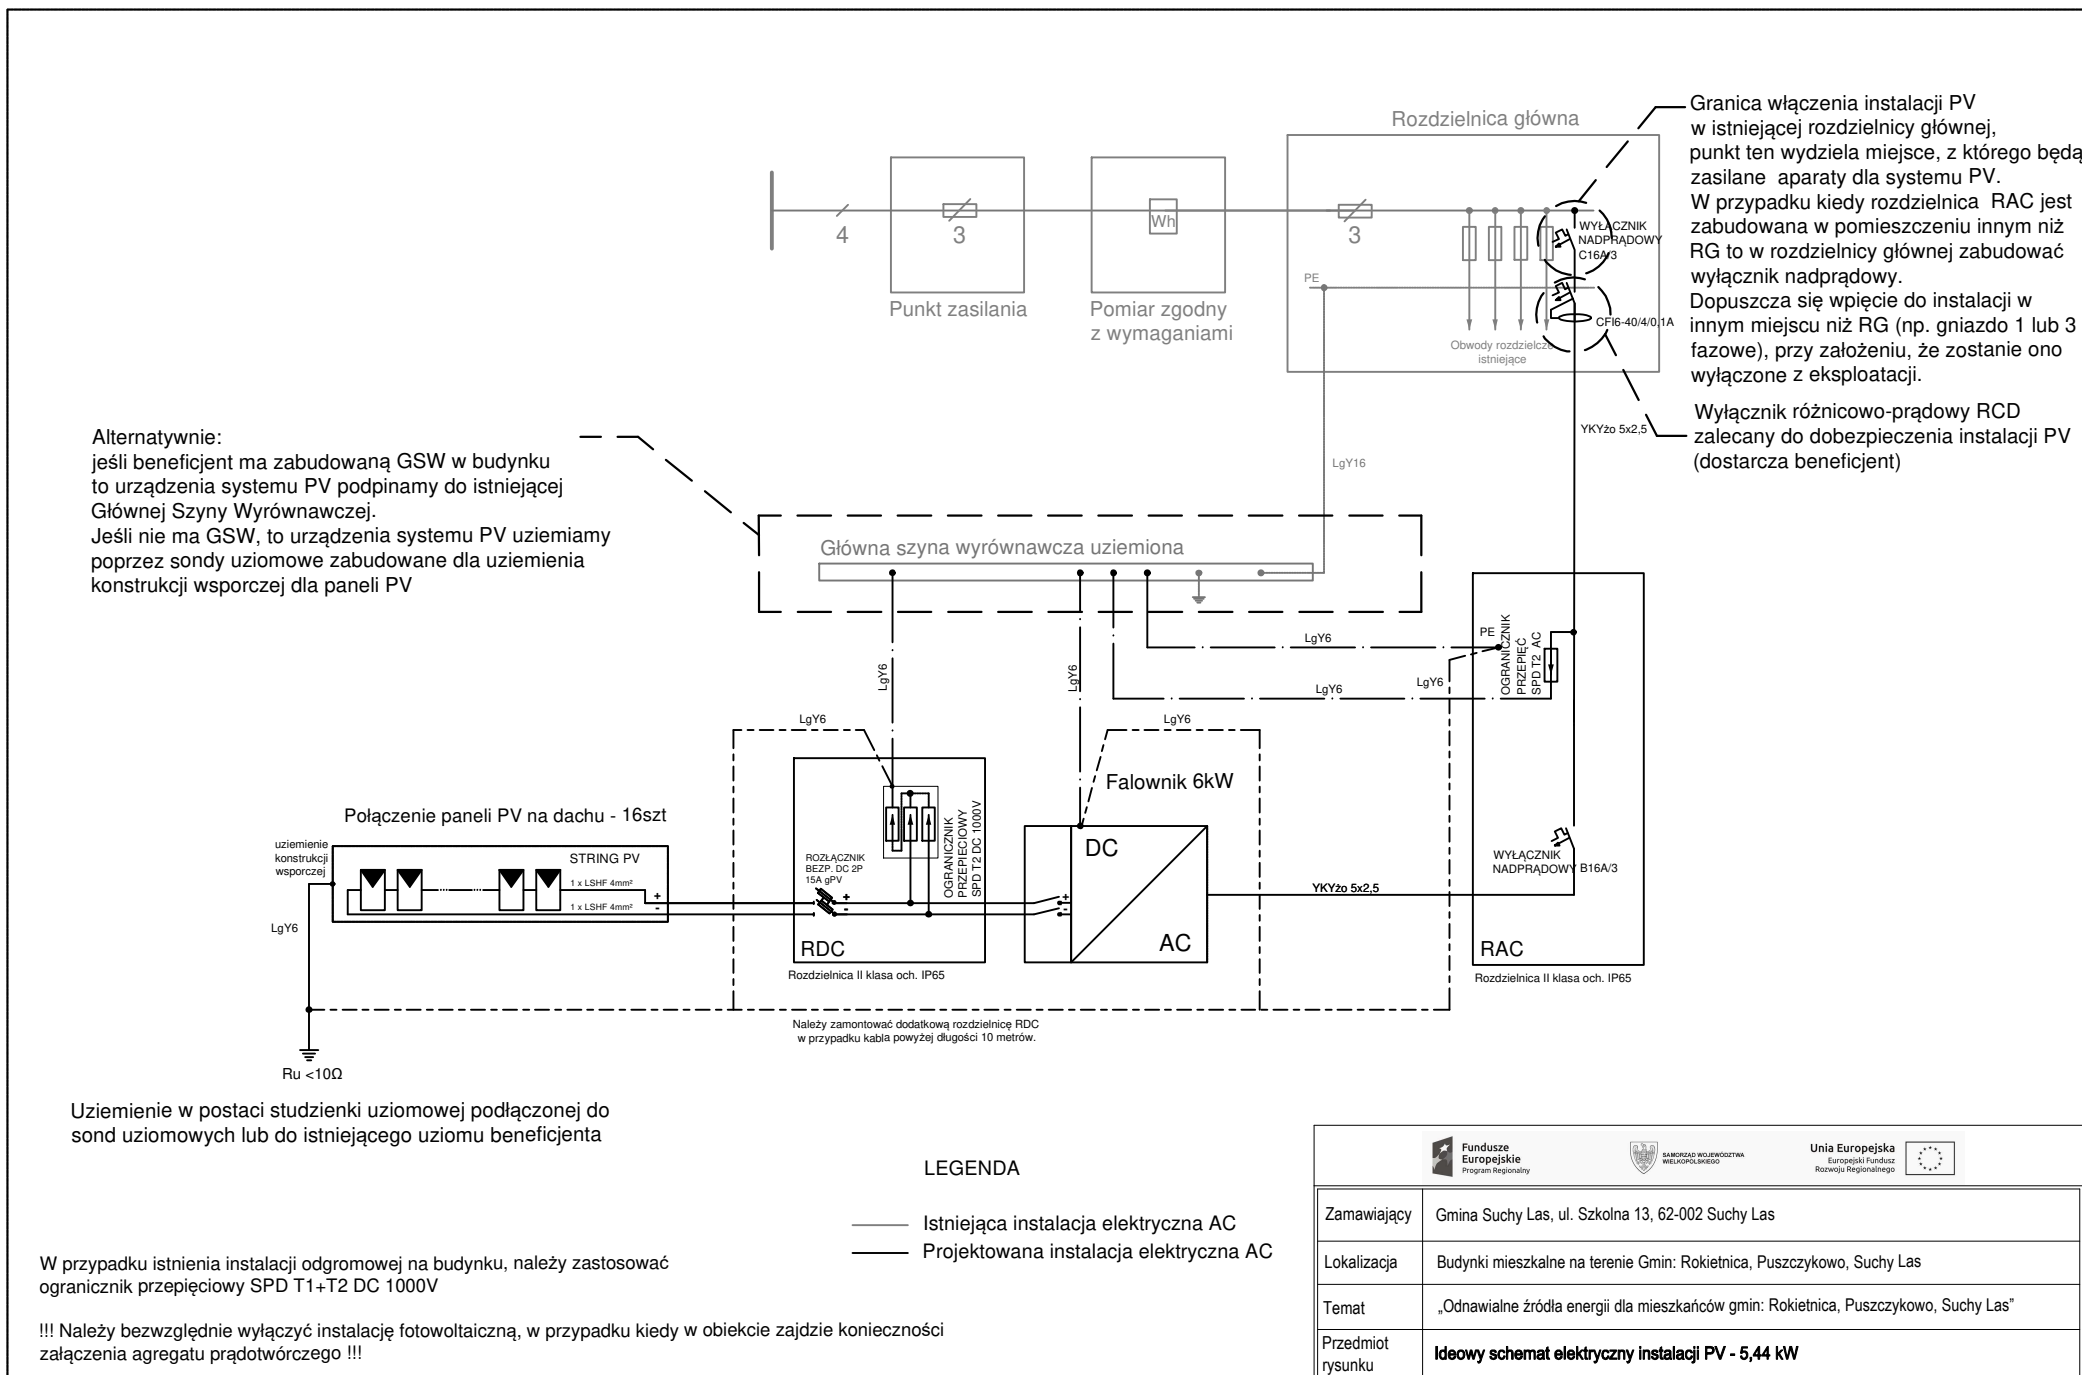 Rozdzielnica główna
Granica włączenia instalacji PV
w istniejącej rozdzielnicy głównej,
punkt ten wydziela miejsce, z którego będą
zasilane aparaty dla systemu PV.
W przypadku kiedy rozdzielnica RAC jest
zabudowana w pomieszczeniu innym niż
RG to w rozdzielnicy głównej zabudować
wyłącznik nadprądowy.
Dopuszcza się wpięcie do instalacji w
innym miejscu niż RG (np. gniazdo 1 lub 3
fazowe), przy założeniu, że zostanie ono
wyłączone z eksploatacji.
4
3
Wh
3
WYŁĄCZNIK
NADPRĄDOWY
C16A/3
PE
CFI6-40/4/0,1A
Punkt zasilania
Pomiar zgodny
z wymaganiami
Obwody rozdzielcze
istniejące
Wyłącznik różnicowo-prądowy RCD
zalecany do dobezpieczenia instalacji PV
(dostarcza beneficjent)
YKYżo 5x2,5
LgY16
Alternatywnie:
jeśli beneficjent ma zabudowaną GSW w budynku
to urządzenia systemu PV podpinamy do istniejącej
Głównej Szyny Wyrównawczej.
Jeśli nie ma GSW, to urządzenia systemu PV uziemiamy
poprzez sondy uziomowe zabudowane dla uziemienia
konstrukcji wsporczej dla paneli PV
Główna szyna wyrównawcza uziemiona
LgY6
LgY6
LgY6
LgY6
LgY6
PE
OGRANICZNIK
PRZEPIĘĆ
SPD T2 AC
LgY6
LgY6
Falownik 6kW
Połączenie paneli PV na dachu - 16szt
uziemienie
konstrukcji
wsporczej
STRING PV
1 x LSHF 4mm²
1 x LSHF 4mm²
+
-
LgY6
ROZŁĄCZNIK
BEZP. DC 2P
15A gPV
+
-
OGRANICZNIK
PRZEPIECIOWY
SPD T2 DC 1000V
RDC
Rozdzielnica II klasa och. IP65
+
-
DC
AC
YKYżo 5x2,5
WYŁĄCZNIK
NADPRĄDOWY B16A/3
RAC
Rozdzielnica II klasa och. IP65
Należy zamontować dodatkową rozdzielnicę RDC
w przypadku kabla powyżej długości 10 metrów.
Ru <10Ω
Uziemienie w postaci studzienki uziomowej podłączonej do
sond uziomowych lub do istniejącego uziomu beneficjenta
LEGENDA
Istniejąca instalacja elektryczna AC
Projektowana instalacja elektryczna AC
W przypadku istnienia instalacji odgromowej na budynku, należy zastosować
ogranicznik przepięciowy SPD T1+T2 DC 1000V
!!! Należy bezwzględnie wyłączyć instalację fotowoltaiczną, w przypadku kiedy w obiekcie zajdzie konieczności
załączenia agregatu prądotwórczego !!!
Fundusze
Europejskie
Program Regionalny
SAMORZĄD WOJEWÓDZTWA
WIELKOPOLSKIEGO
Unia Europejska
Europejski Fundusz
Rozwoju Regionalnego
Zamawiający
Gmina Suchy Las, ul. Szkolna 13, 62-002 Suchy Las
Lokalizacja
Budynki mieszkalne na terenie Gmin: Rokietnica, Puszczykowo, Suchy Las
Temat
„Odnawialne źródła energii dla mieszkańców gmin: Rokietnica, Puszczykowo, Suchy Las”
Przedmiot
rysunku
Ideowy schemat elektryczny instalacji PV - 5,44 kW